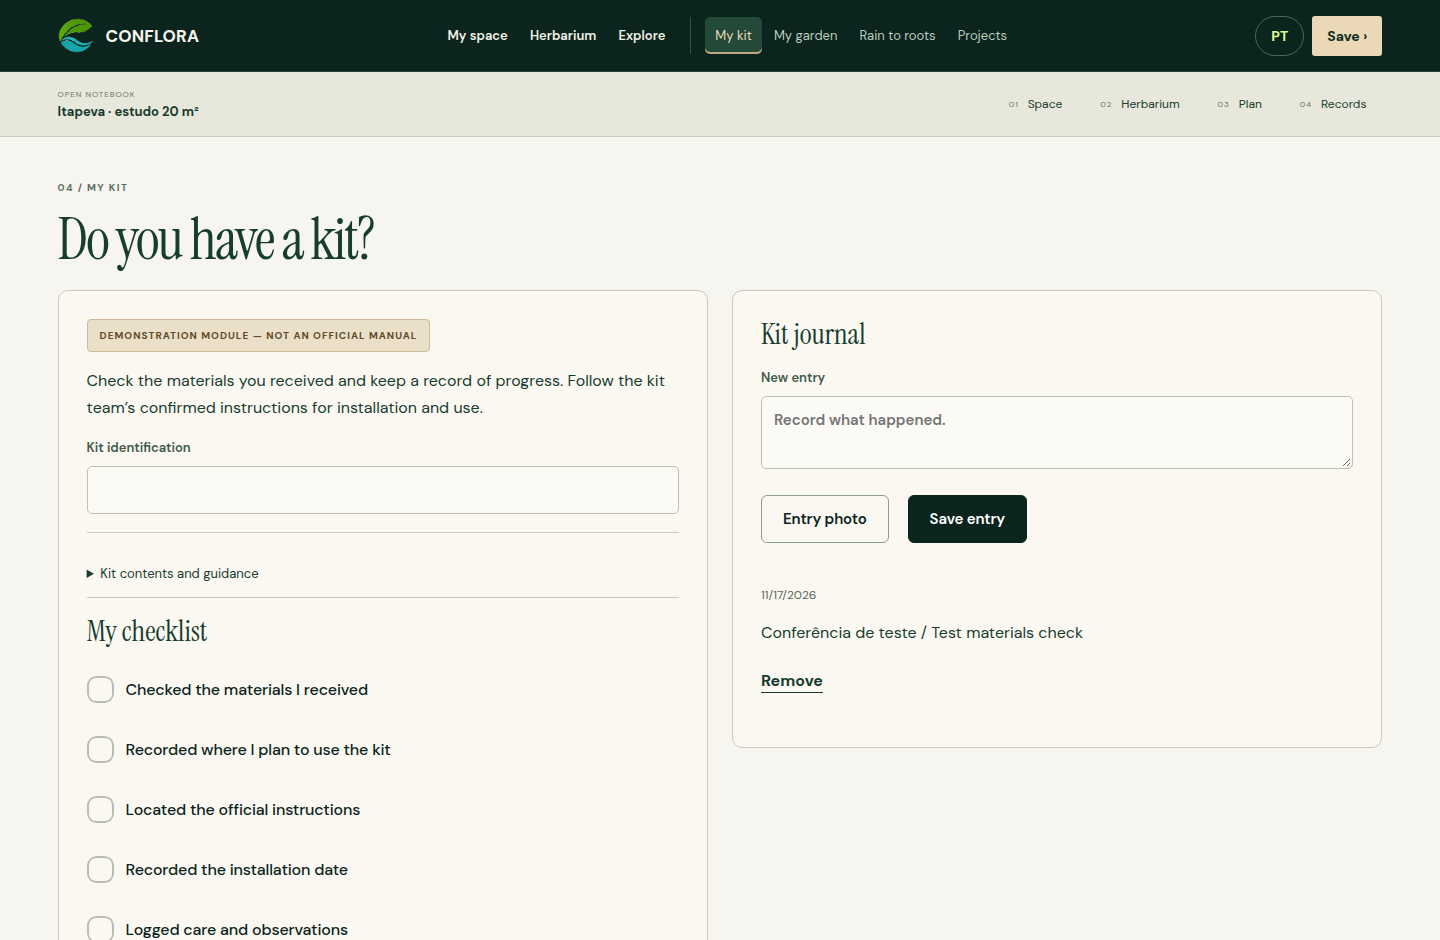 CONFLORA
My space
Herbarium
Explore
My kit
My garden
Rain to roots
Projects
PT
Save ›
OPEN NOTEBOOK
Itapeva · estudo 20 m²
01 Space
02 Herbarium
03 Plan
04 Records
04 / MY KIT
Do you have a kit?
DEMONSTRATION MODULE — NOT AN OFFICIAL MANUAL
Check the materials you received and keep a record of progress. Follow the kit
team’s confirmed instructions for installation and use.
Kit identification
Kit contents and guidance
My checklist
Checked the materials I received
Recorded where I plan to use the kit
Located the official instructions
Recorded the installation date
Logged care and observations
Kit journal
New entry
Record what happened.
Entry photo
Save entry
11/17/2026
Conferência de teste / Test materials check
Remove